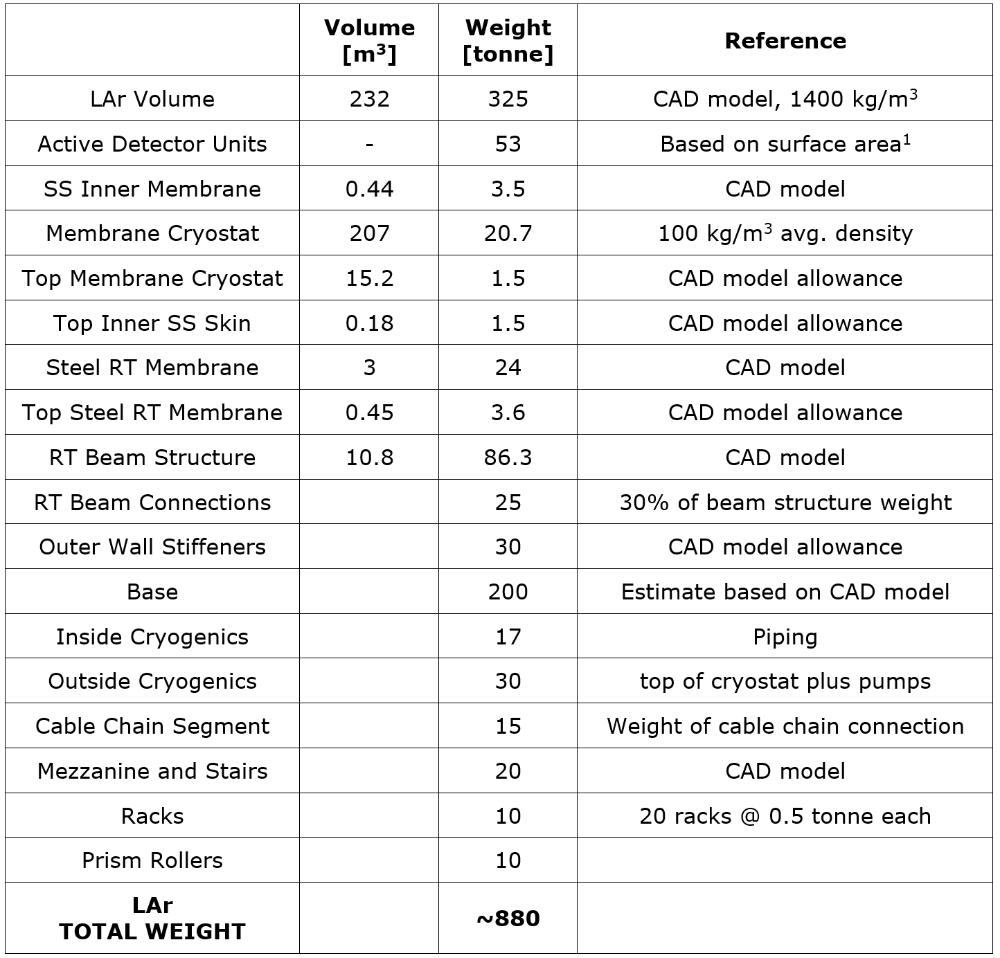 Volume [m³] Weight [tonne] Reference
LAr Volume 232 325 CAD model, 1400 kg/m³
Active Detector Units - 53 Based on surface area¹
SS Inner Membrane 0.44 3.5 CAD model
Membrane Cryostat 207 20.7 100 kg/m³ avg. density
Top Membrane Cryostat 15.2 1.5 CAD model allowance
Top Inner SS Skin 0.18 1.5 CAD model allowance
Steel RT Membrane 3 24 CAD model
Top Steel RT Membrane 0.45 3.6 CAD model allowance
RT Beam Structure 10.8 86.3 CAD model
RT Beam Connections 25 30% of beam structure weight
Outer Wall Stiffeners 30 CAD model allowance
Base 200 Estimate based on CAD model
Inside Cryogenics 17 Piping
Outside Cryogenics 30 top of cryostat plus pumps
Cable Chain Segment 15 Weight of cable chain connection
Mezzanine and Stairs 20 CAD model
Racks 10 20 racks @ 0.5 tonne each
Prism Rollers 10
LAr
TOTAL WEIGHT ~880